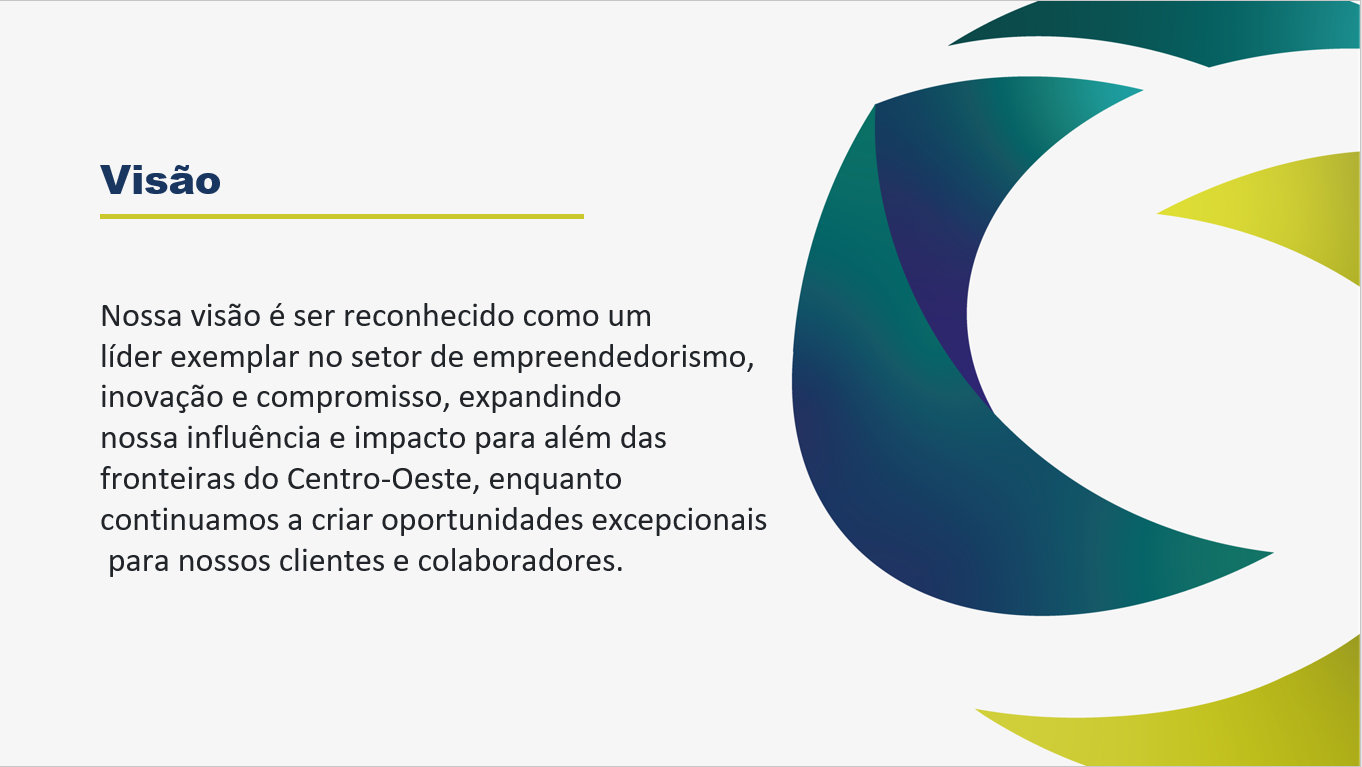 Visão
Nossa visão é ser reconhecido como um
líder exemplar no setor de empreendedorismo,
inovação e compromisso, expandindo
nossa influência e impacto para além das
fronteiras do Centro-Oeste, enquanto
continuamos a criar oportunidades excepcionais
para nossos clientes e colaboradores.